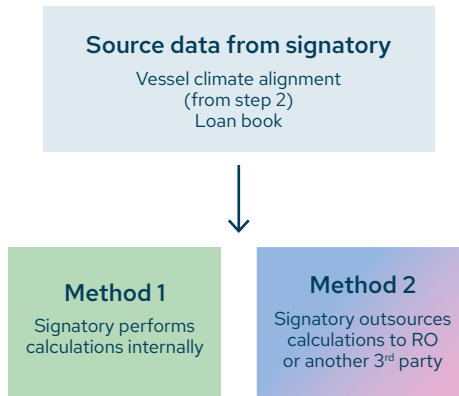 Source data from signatory
Vessel climate alignment
(from step 2)
Loan book
Method 1
Signatory performs
calculations internally
Method 2
Signatory outsources
calculations to RO
or another 3rd party